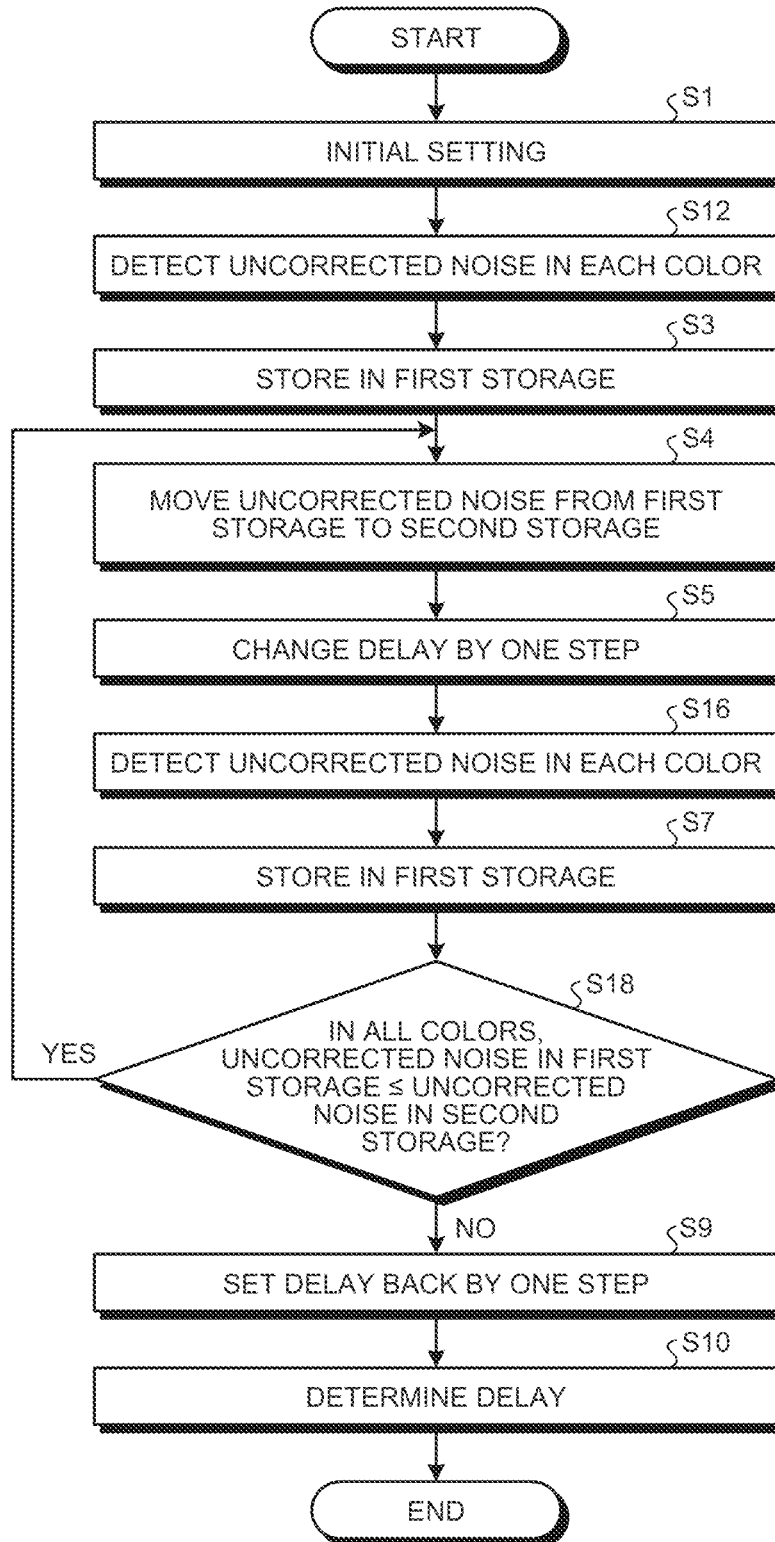 START
S1
INITIAL SETTING
S12
DETECT UNCORRECTED NOISE IN EACH COLOR
S3
STORE IN FIRST STORAGE
S4
MOVE UNCORRECTED NOISE FROM FIRST
STORAGE TO SECOND STORAGE
S5
CHANGE DELAY BY ONE STEP
S16
DETECT UNCORRECTED NOISE IN EACH COLOR
S7
STORE IN FIRST STORAGE
S18
YES
IN ALL COLORS,
UNCORRECTED NOISE IN FIRST
STORAGE ≤ UNCORRECTED
NOISE IN SECOND
STORAGE?
NO
S9
SET DELAY BACK BY ONE STEP
S10
DETERMINE DELAY
END